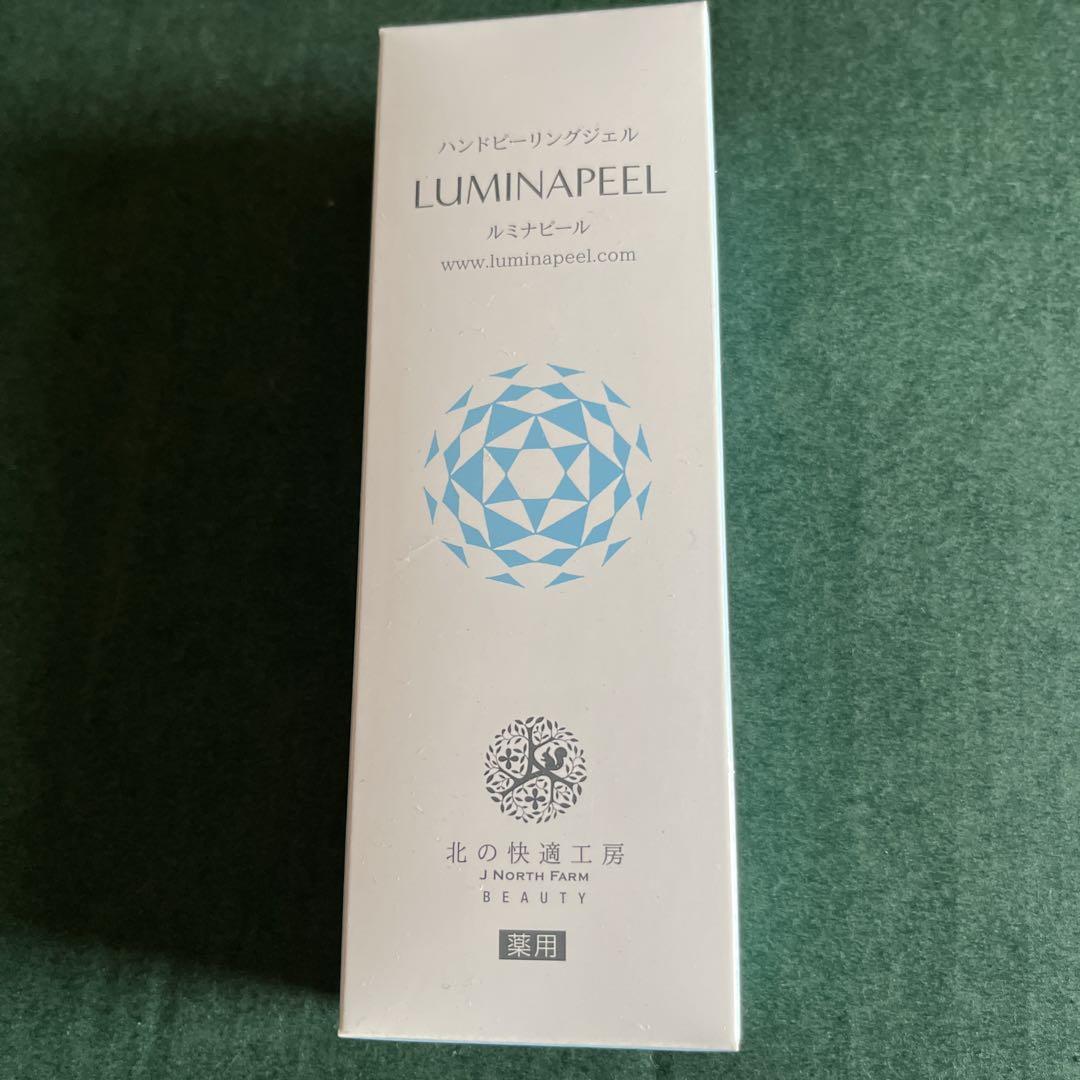 ハンドピーリングジェル
LUMINAPEEL
ルミナピール
www.luminapeel.com
北の快適工房
J NORTH FARM
BEAUTY
薬用